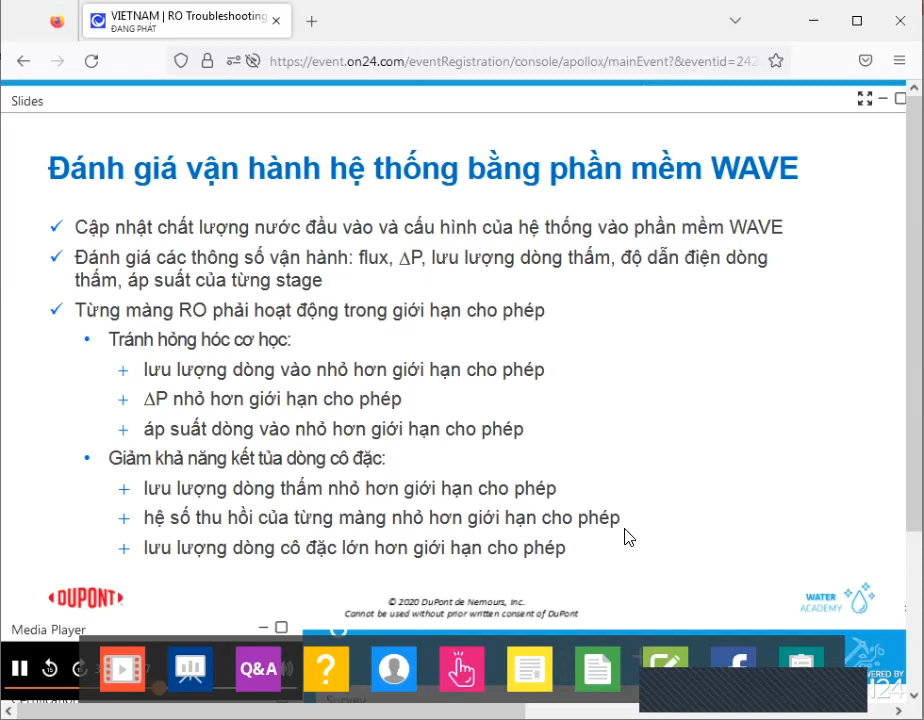 VIETNAM | RO Troubleshooting
ĐANG PHÁT
https://event.on24.com/eventRegistration/console/apollox/mainEvent?&eventid=242
Slides
Đánh giá vận hành hệ thống bằng phần mềm WAVE
Cập nhật chất lượng nước đầu vào và cấu hình của hệ thống vào phần mềm WAVE
Đánh giá các thông số vận hành: flux, ΔP, lưu lượng dòng thấm, độ dẫn điện dòng
thấm, áp suất của từng stage
Từng màng RO phải hoạt động trong giới hạn cho phép
• Tránh hỏng hóc cơ học:
+ lưu lượng dòng vào nhỏ hơn giới hạn cho phép
+ ΔP nhỏ hơn giới hạn cho phép
+ áp suất dòng vào nhỏ hơn giới hạn cho phép
• Giảm khả năng kết tủa dòng cô đặc:
+ lưu lượng dòng thấm nhỏ hơn giới hạn cho phép
+ hệ số thu hồi của từng màng nhỏ hơn giới hạn cho phép
+ lưu lượng dòng cô đặc lớn hơn giới hạn cho phép
DUPONT
© 2020 DuPont de Nemours, Inc.
Cannot be used without prior written consent of DuPont
WATER
ACADEMY
Media Player
Q&A
?
POWERED BY
Survey